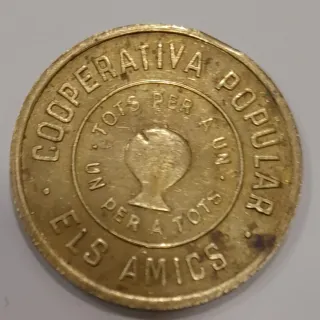 COOPERATIVA POPULAR
· ELS AMICS ·
· TOTS PER A UN ·
UN PER A TOTS